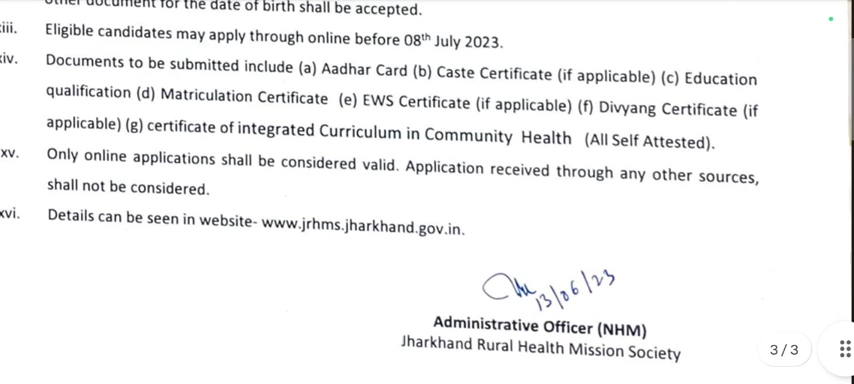 other document for the date of birth shall be accepted.
xiii. Eligible candidates may apply through online before 08th July 2023.
xiv. Documents to be submitted include (a) Aadhar Card (b) Caste Certificate (if applicable) (c) Education
qualification (d) Matriculation Certificate (e) EWS Certificate (if applicable) (f) Divyang Certificate (if
applicable) (g) certificate of integrated Curriculum in Community Health (All Self Attested).
xv. Only online applications shall be considered valid. Application received through any other sources,
shall not be considered.
xvi. Details can be seen in website- www.jrhms.jharkhand.gov.in.
13/06/23
Administrative Officer (NHM)
Jharkhand Rural Health Mission Society
3/3